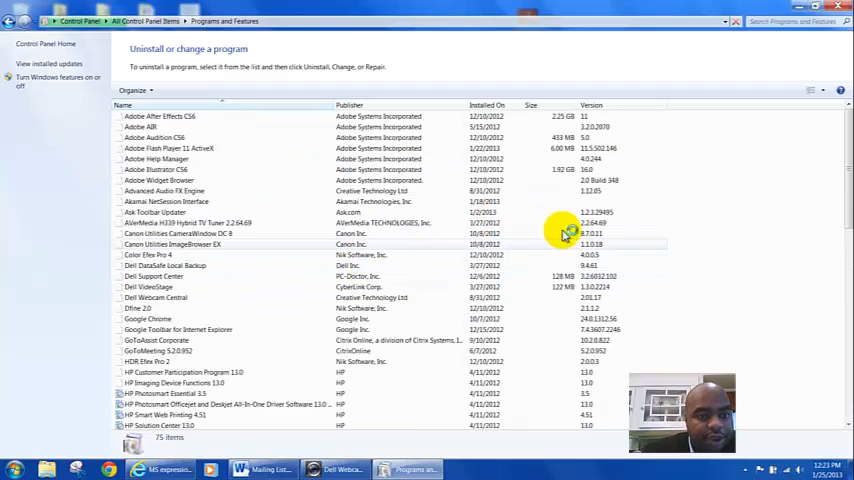 Control Panel ▸ All Control Panel Items ▸ Programs and Features
Search Programs and Features
Control Panel Home
View installed updates
Turn Windows features on or off
Uninstall or change a program
To uninstall a program, select it from the list and then click Uninstall, Change, or Repair.
Organize
Name Publisher Installed On Size Version
Adobe After Effects CS6 Adobe Systems Incorporated 12/10/2012 2.25 GB 11
Adobe AIR Adobe Systems Incorporated 5/15/2012 3.2.0.2070
Adobe Audition CS6 Adobe Systems Incorporated 12/10/2012 433 MB 5.0
Adobe Flash Player 11 ActiveX Adobe Systems Incorporated 1/22/2013 6.00 MB 11.5.502.146
Adobe Help Manager Adobe Systems Incorporated 12/10/2012 4.0.244
Adobe Illustrator CS6 Adobe Systems Incorporated 12/10/2012 1.92 GB 16.0
Adobe Widget Browser Adobe Systems Incorporated. 12/10/2012 2.0 Build 348
Advanced Audio FX Engine Creative Technology Ltd 8/31/2012 1.12.05
Akamai NetSession Interface Akamai Technologies, Inc 1/18/2013
Ask Toolbar Updater Ask.com 1/2/2013 1.2.3.29495
AVerMedia H339 Hybrid TV Tuner 2.2.64.69 AVerMedia TECHNOLOGIES, Inc. 3/27/2012 2.2.64.69
Canon Utilities CameraWindow DC 8 Canon Inc. 10/8/2012 8.7.0.11
Canon Utilities ImageBrowser EX Canon Inc. 10/8/2012 1.1.0.18
Color Efex Pro 4 Nik Software, Inc. 12/10/2012 4.0.0.5
Dell DataSafe Local Backup Dell Inc. 3/27/2012 9.4.61
Dell Support Center PC-Doctor, Inc. 12/6/2012 128 MB 3.2.6032.102
Dell VideoStage CyberLink Corp. 3/27/2012 122 MB 1.3.0.2214
Dell Webcam Central Creative Technology Ltd 8/31/2012 2.01.17
Dfine 2.0 Nik Software, Inc. 12/10/2012 2.1.1.2
Google Chrome Google Inc. 10/7/2012 24.0.1312.56
Google Toolbar for Internet Explorer Google Inc. 12/15/2012 7.4.3607.2246
GoToAssist Corporate Citrix Online, a division of Citrix Systems, I... 6/10/2012 10.2.0.822
GoToMeeting 5.2.0.952 CitrixOnline 6/7/2012 5.2.0.952
HDR Efex Pro 2 Nik Software, Inc. 12/10/2012 2.0.0.3
HP Customer Participation Program 13.0 HP 4/11/2012 13.0
HP Imaging Device Functions 13.0 HP 4/11/2012 13.0
HP Photosmart Essential 3.5 HP 4/11/2012 3.5
HP Photosmart Officejet and Deskjet All-In-One Driver Software 13.0 ... HP 4/11/2012 13.0
HP Smart Web Printing 4.51 HP 4/11/2012 4.51
HP Solution Center 13.0 HP 4/11/2012 13.0
75 items
MS expressio...
Mailing List...
Dell Webca...
Programs an...
12:23 PM
1/25/2013